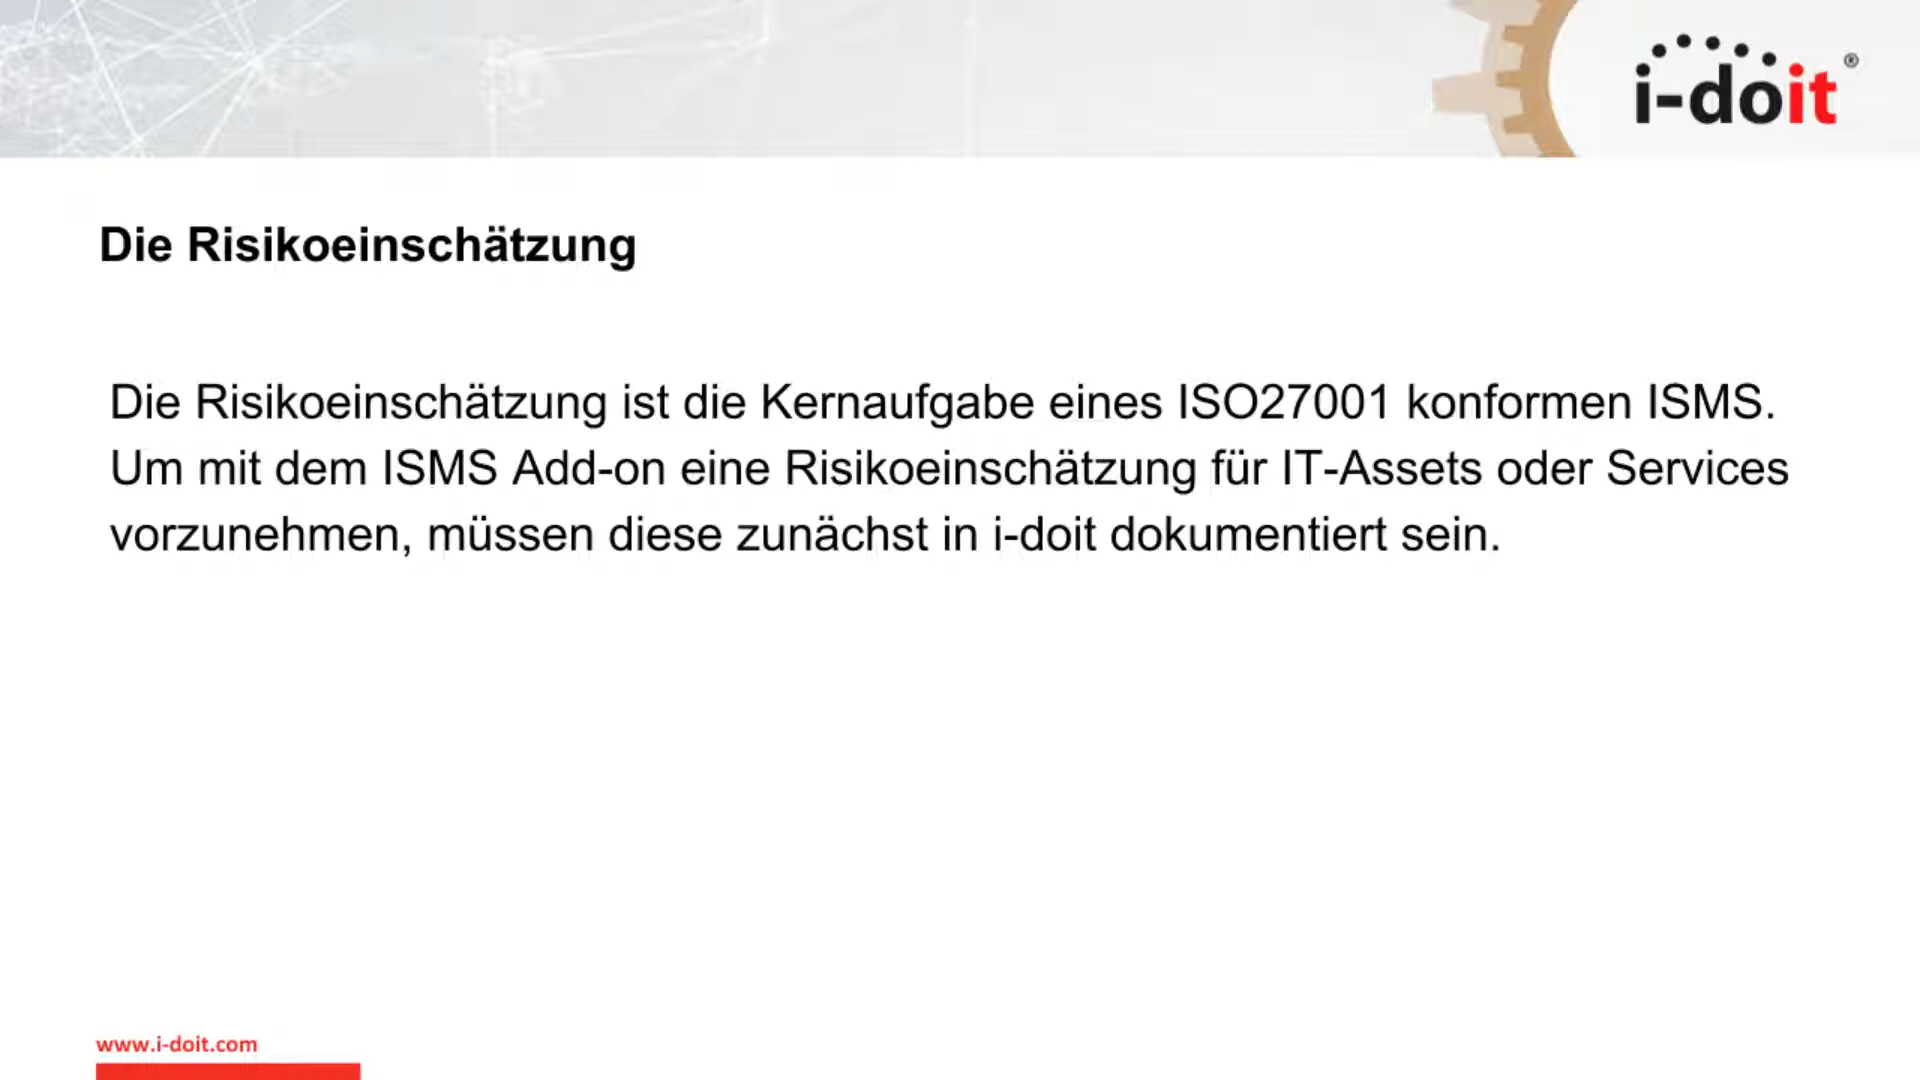 i-doit®
Die Risikoeinschätzung
Die Risikoeinschätzung ist die Kernaufgabe eines ISO27001 konformen ISMS.
Um mit dem ISMS Add-on eine Risikoeinschätzung für IT-Assets oder Services
vorzunehmen, müssen diese zunächst in i-doit dokumentiert sein.
www.i-doit.com